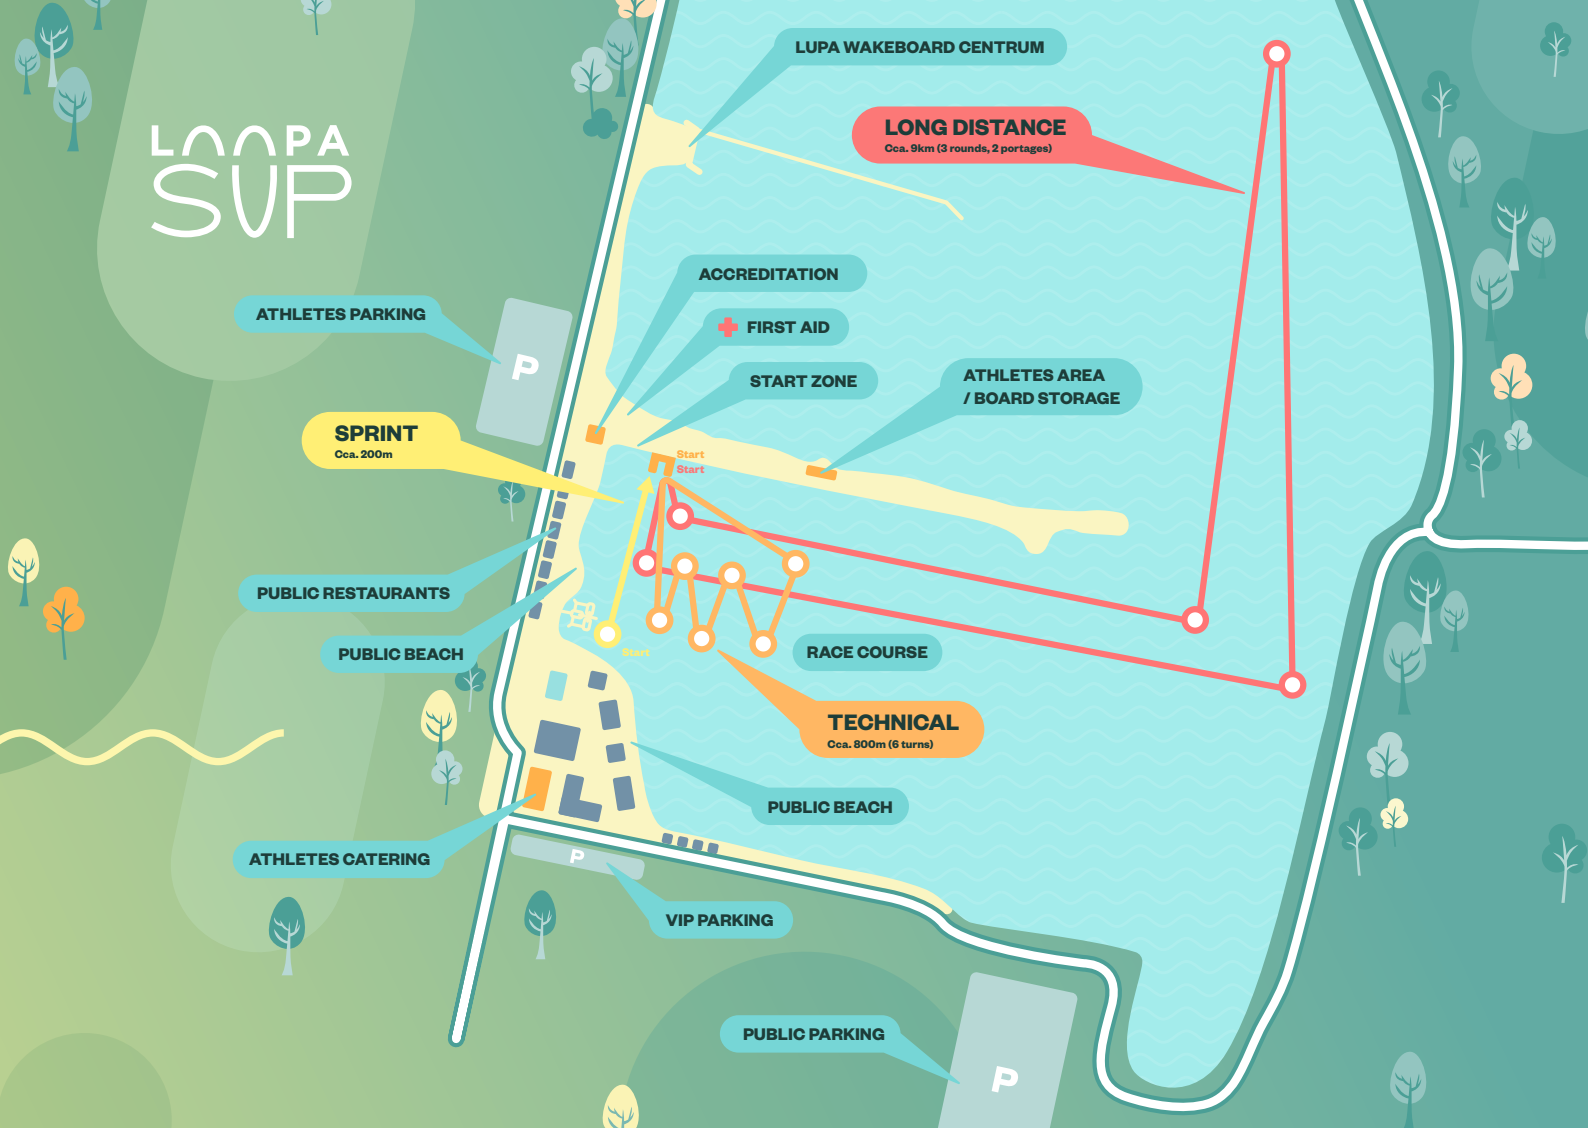 LOOPA
SUP
LUPA WAKEBOARD CENTRUM
LONG DISTANCE
Cca. 9km (3 rounds, 2 portages)
ACCREDITATION
FIRST AID
START ZONE
ATHLETES AREA
/ BOARD STORAGE
ATHLETES PARKING
P
SPRINT
Cca. 200m
Start
Start
PUBLIC RESTAURANTS
PUBLIC BEACH
Start
RACE COURSE
TECHNICAL
Cca. 800m (6 turns)
PUBLIC BEACH
ATHLETES CATERING
P
VIP PARKING
PUBLIC PARKING
P